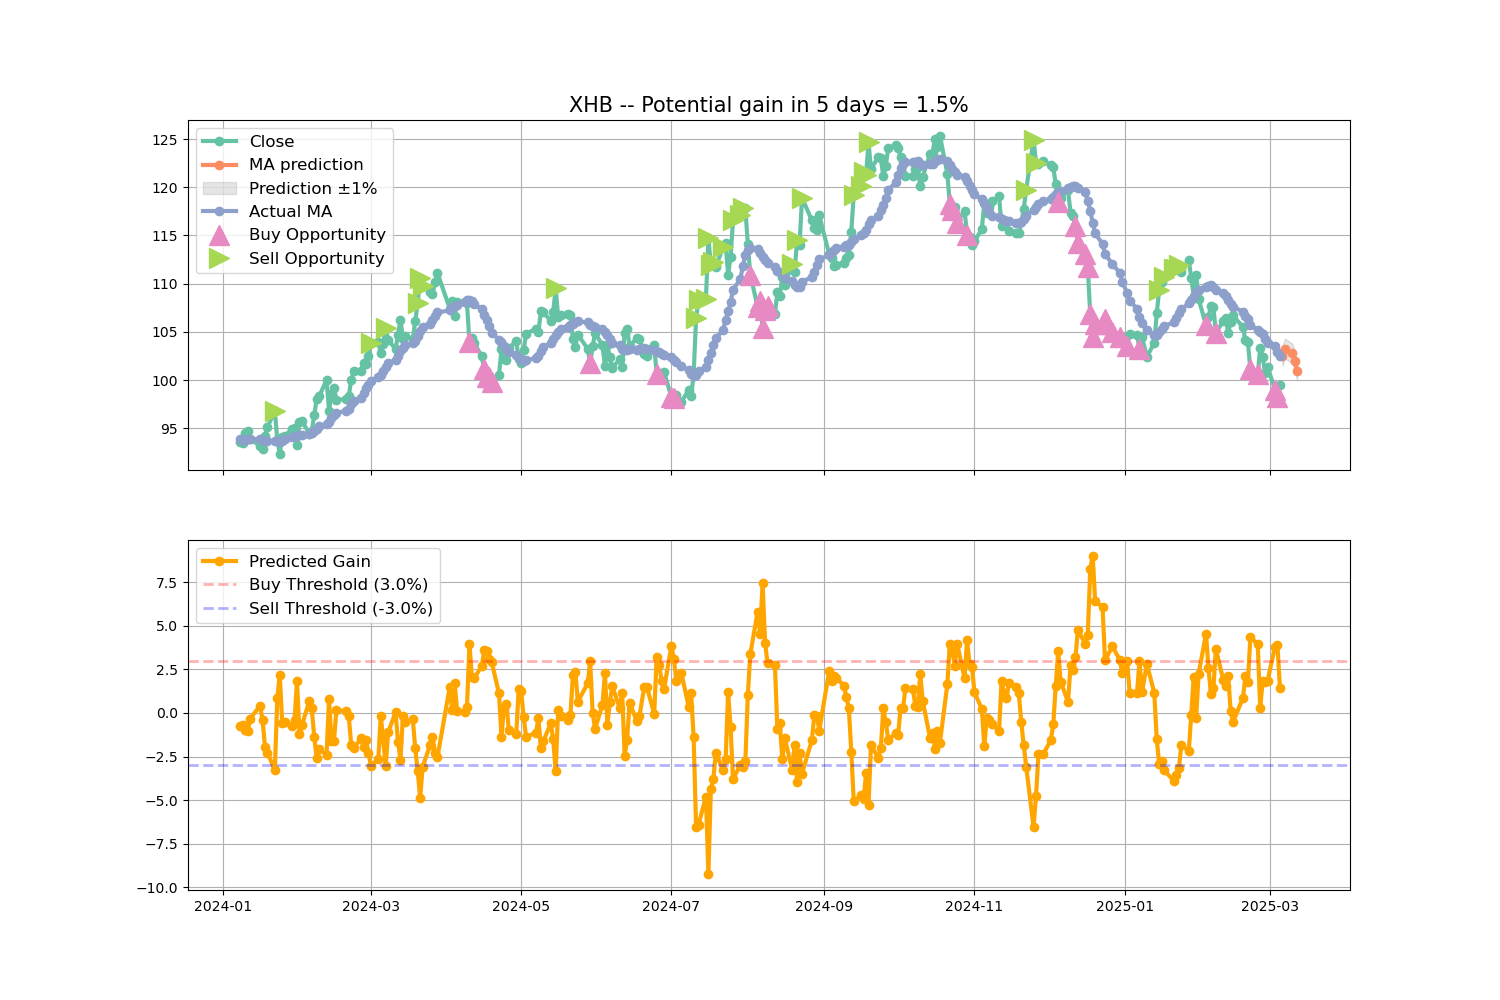 XHB -- Potential gain in 5 days = 1.5%
125
120
115
110
105
100
95
Close
MA prediction
Prediction ±1%
Actual MA
Buy Opportunity
Sell Opportunity
7.5
5.0
2.5
0.0
−2.5
−5.0
−7.5
−10.0
Predicted Gain
Buy Threshold (3.0%)
Sell Threshold (-3.0%)
2024-01 2024-03 2024-05 2024-07 2024-09 2024-11 2025-01 2025-03